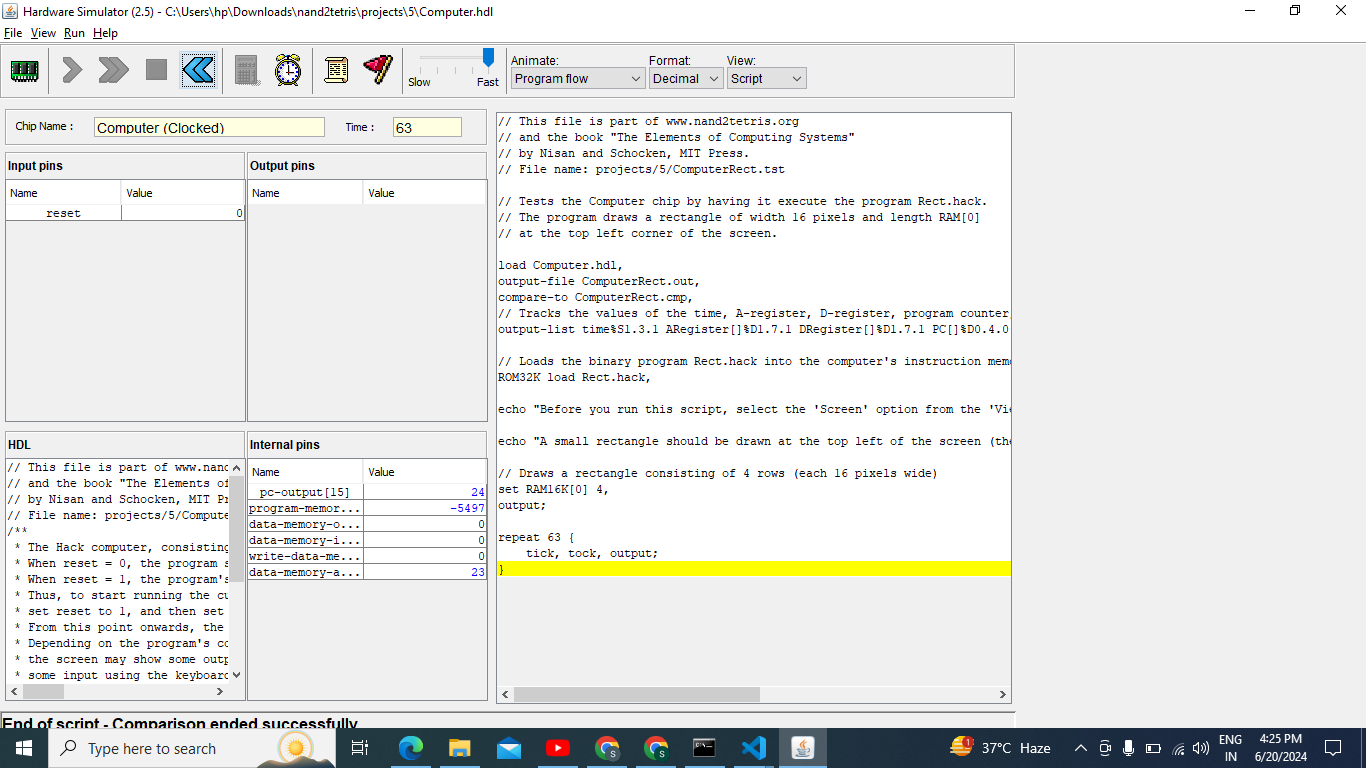 Hardware Simulator (2.5) - C:\Users\hp\Downloads\nand2tetris\projects\5\Computer.hdl
File View Run Help
Slow Fast
Animate: Format: View:
Program flow Decimal Script
Chip Name : Computer (Clocked) Time : 63
Input pins
Name Value
reset 0
Output pins
Name Value
HDL
// This file is part of www.nand
// and the book "The Elements of
// by Nisan and Schocken, MIT Pr
// File name: projects/5/Compute
/**
* The Hack computer, consisting
* When reset = 0, the program s
* When reset = 1, the program's
* Thus, to start running the cu
* set reset to 1, and then set
* From this point onwards, the
* Depending on the program's co
* the screen may show some outp
* some input using the keyboard
Internal pins
Name Value
pc-output[15] 24
program-memor... -5497
data-memory-o... 0
data-memory-i... 0
write-data-me... 0
data-memory-a... 23
// This file is part of www.nand2tetris.org
// and the book "The Elements of Computing Systems"
// by Nisan and Schocken, MIT Press.
// File name: projects/5/ComputerRect.tst
// Tests the Computer chip by having it execute the program Rect.hack.
// The program draws a rectangle of width 16 pixels and length RAM[0]
// at the top left corner of the screen.
load Computer.hdl,
output-file ComputerRect.out,
compare-to ComputerRect.cmp,
// Tracks the values of the time, A-register, D-register, program counter,
output-list time%S1.3.1 ARegister[]%D1.7.1 DRegister[]%D1.7.1 PC[]%D0.4.0
// Loads the binary program Rect.hack into the computer's instruction memo
ROM32K load Rect.hack,
echo "Before you run this script, select the 'Screen' option from the 'Vie
echo "A small rectangle should be drawn at the top left of the screen (the
// Draws a rectangle consisting of 4 rows (each 16 pixels wide)
set RAM16K[0] 4,
output;
repeat 63 {
tick, tock, output;
}
End of script - Comparison ended successfully
Type here to search
1 37°C Haze
ENG
IN
4:25 PM
6/20/2024